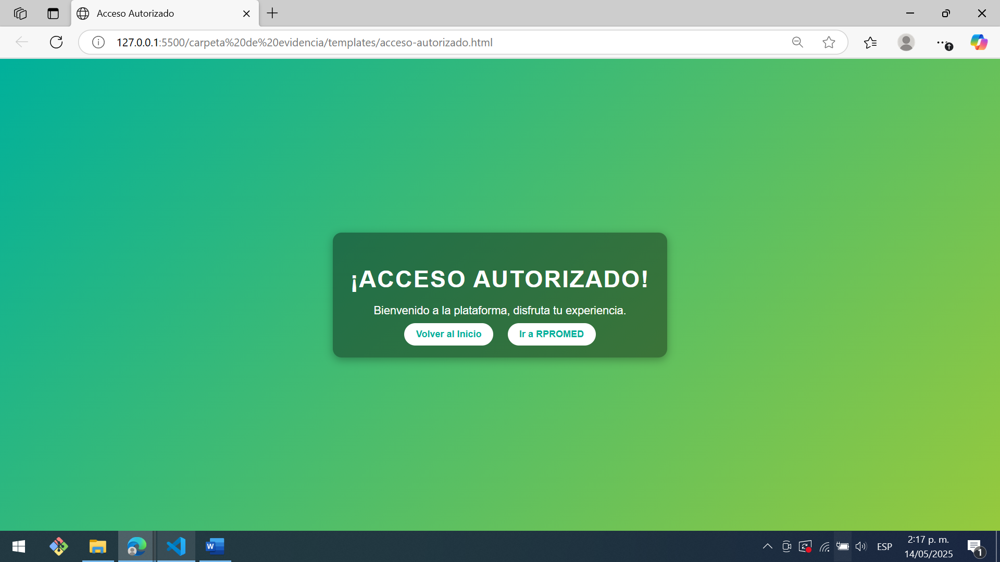 Acceso Autorizado
127.0.0.1:5500/carpeta%20de%20evidencia/templates/acceso-autorizado.html
¡ACCESO AUTORIZADO!
Bienvenido a la plataforma, disfruta tu experiencia.
Volver al Inicio
Ir a RPROMED
W
ESP
2:17 p. m.
14/05/2025
1